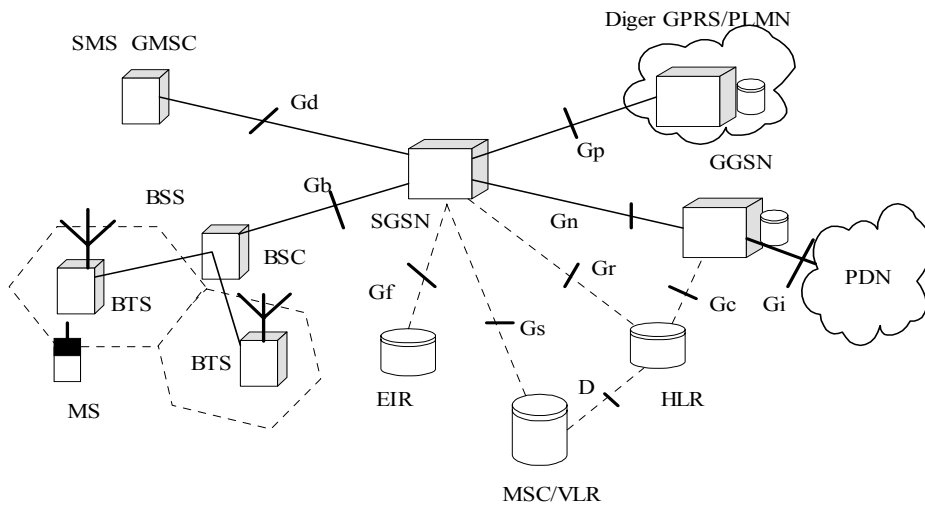 Diger GPRS/PLMN
SMS GMSC
Gd
Gp
GGSN
Gb
BSS
SGSN
Gn
BSC
Gf
Gr
PDN
BTS
Gc
Gi
Gs
BTS
D
MS
EIR
HLR
MSC/VLR